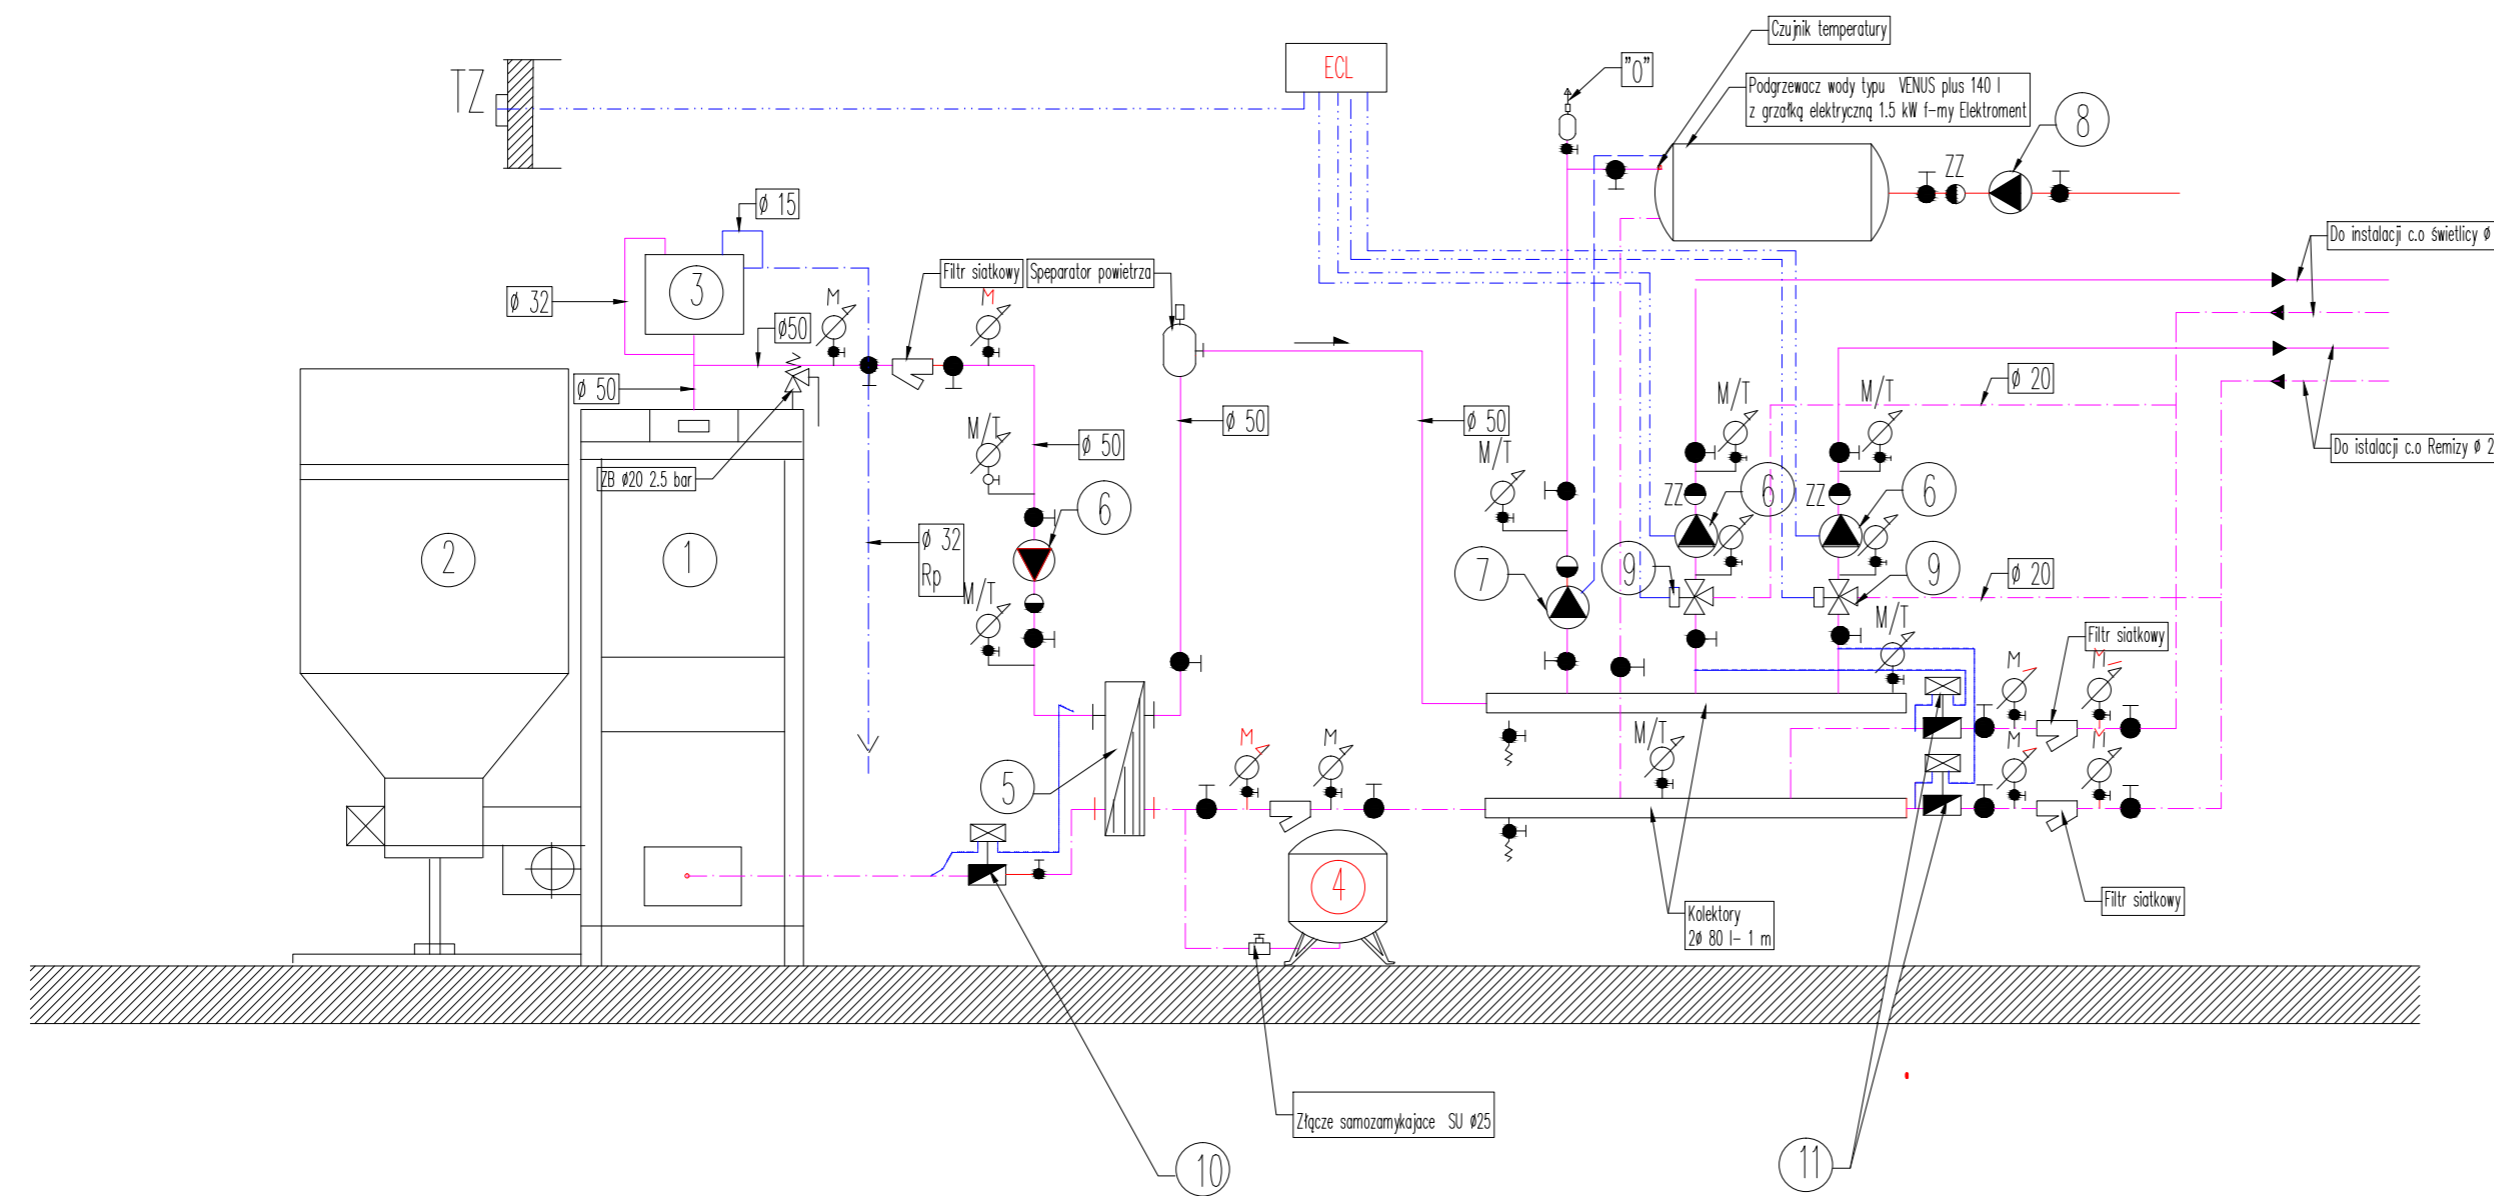 Czujnik temperatury
"O"
ECL
TZ
Podgrzewacz wody typu VENUS plus 140 l
z grzałką elektryczną 1.5 kW f-my Elektroment
8
ZZ
ø 15
Do instalacji c.o świetlicy ø
Filtr siatkowy
Speparator powietrza
3
ø 32
M
M
ø50
ø 50
ø 20
M/T
M/T
M/T
ø 50
ø 50
ø 50
M/T
Do istalacji c.o Remizy ø 2
ZB ø20 2.5 bar
ZZ
6
ZZ
6
6
2
1
ø 32
Rp
7
9
9
ø 20
M/T
M/T
Filtr siatkowy
M
M
M/T
M
M
M
M
5
4
Filtr siatkowy
Kolektory
2ø 80 l- 1 m
Złącze samozamykajace SU ø25
10
11